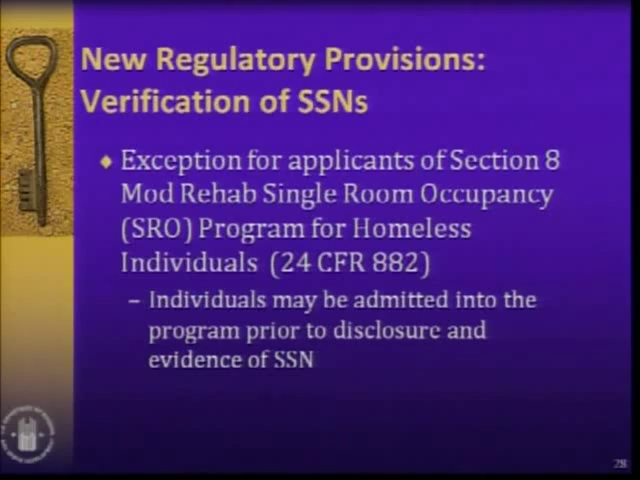 New Regulatory Provisions:
Verification of SSNs
♦ Exception for applicants of Section 8
Mod Rehab Single Room Occupancy
(SRO) Program for Homeless
Individuals (24 CFR 882)
– Individuals may be admitted into the
program prior to disclosure and
evidence of SSN
28